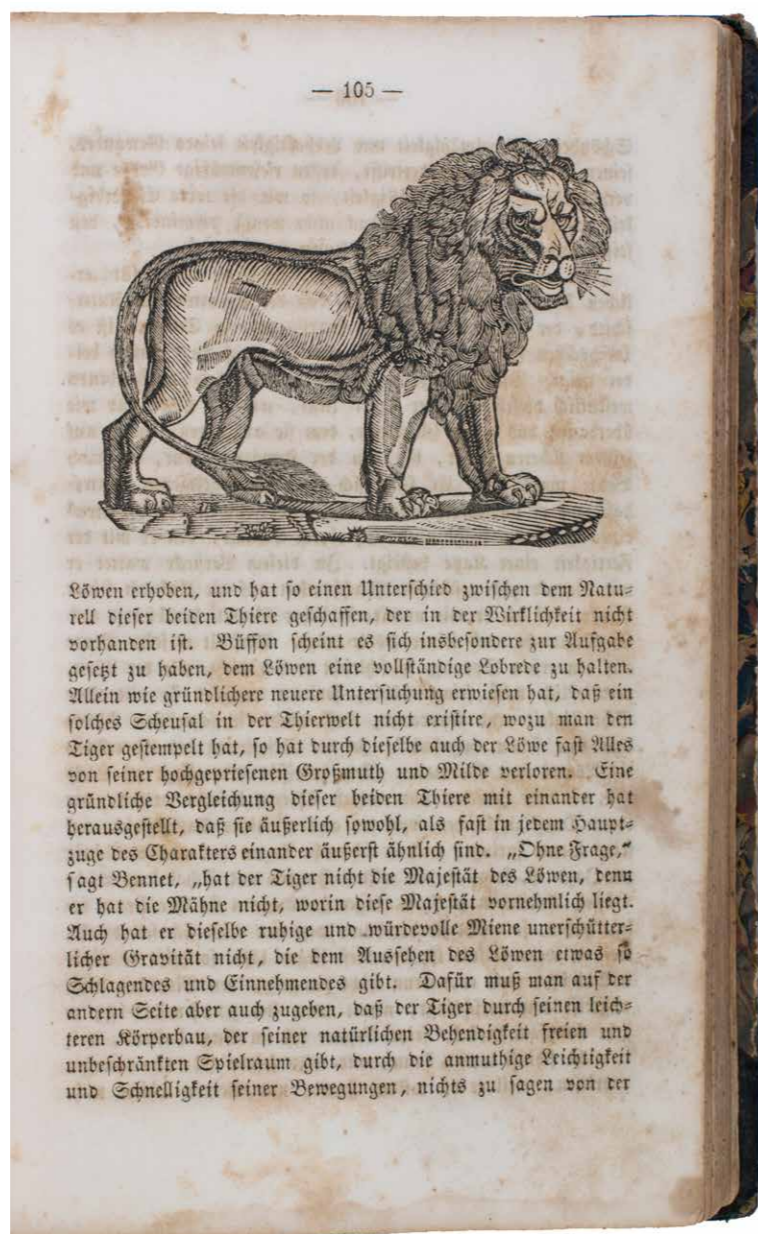 — 105 —
Löwen erhoben, und hat so einen Unterschied zwischen dem Natu-
rell dieser beiden Thiere geschaffen, der in der Wirklichkeit nicht
vorhanden ist. Büffon scheint es sich insbesondere zur Aufgabe
gesetzt zu haben, dem Löwen eine vollständige Lobrede zu halten.
Allein wie gründlichere neuere Untersuchung erwiesen hat, daß ein
solches Scheusal in der Thierwelt nicht existire, wozu man den
Tiger gestempelt hat, so hat durch dieselbe auch der Löwe fast Alles
von seiner hochgepriesenen Großmuth und Milde verloren. Eine
gründliche Vergleichung dieser beiden Thiere mit einander hat
herausgestellt, daß sie äußerlich sowohl, als fast in jedem Haupt-
zuge des Charakters einander äußerst ähnlich sind. „Ohne Frage,“
sagt Bennet, „hat der Tiger nicht die Majestät des Löwen, denn
er hat die Mähne nicht, worin diese Majestät vornehmlich liegt.
Auch hat er dieselbe ruhige und würdevolle Miene unerschütter-
licher Gravität nicht, die dem Aussehen des Löwen etwas so
Schlagendes und Einnehmendes gibt. Dafür muß man auf der
andern Seite aber auch zugeben, daß der Tiger durch seinen leich-
teren Körperbau, der seiner natürlichen Behendigkeit freien und
unbeschränkten Spielraum gibt, durch die anmuthige Leichtigkeit
und Schnelligkeit seiner Bewegungen, nichts zu sagen von der